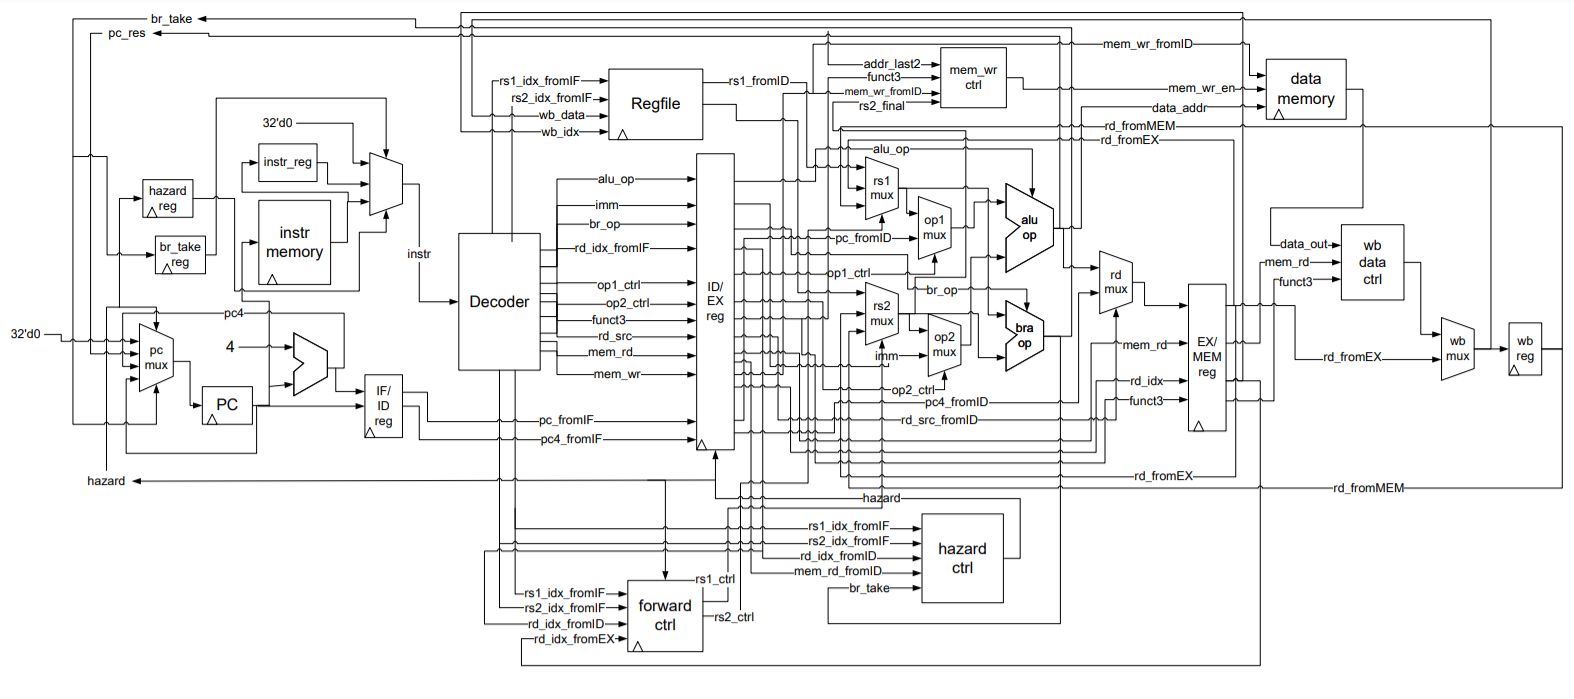 br_take
pc_res
32'd0
instr_reg
hazard
reg
br_take
reg
instr
memory
instr
pc4
32'd0
4
pc
mux
PC
IF/
ID
reg
hazard
rs1_idx_fromIF
rs2_idx_fromIF
wb_data
wb_idx
Regfile
rs1_fromID
Decoder
alu_op
imm
br_op
rd_idx_fromIF
op1_ctrl
op2_ctrl
funct3
rd_src
mem_rd
mem_wr
pc_fromIF
pc4_fromIF
ID/
EX
reg
addr_last2
funct3
mem_wr_fromID
rs2_final
mem_wr
ctrl
mem_wr_fromID
mem_wr_en
data_addr
data
memory
rd_fromMEM
rd_fromEX
alu_op
rs1
mux
op1
mux
pc_fromID
op1_ctrl
alu
op
br_op
rs2
mux
op2
mux
imm
op2_ctrl
bra
op
pc4_fromID
rd_src_fromID
rd
mux
mem_rd
rd_idx
funct3
EX/
MEM
reg
data_out
mem_rd
funct3
wb
data
ctrl
rd_fromEX
wb
mux
wb
reg
rd_fromEX
rd_fromMEM
hazard
rs1_idx_fromIF
rs2_idx_fromIF
rd_idx_fromID
mem_rd_fromID
br_take
hazard
ctrl
rs1_idx_fromIF
rs2_idx_fromIF
rd_idx_fromID
rd_idx_fromEX
forward
ctrl
rs1_ctrl
rs2_ctrl